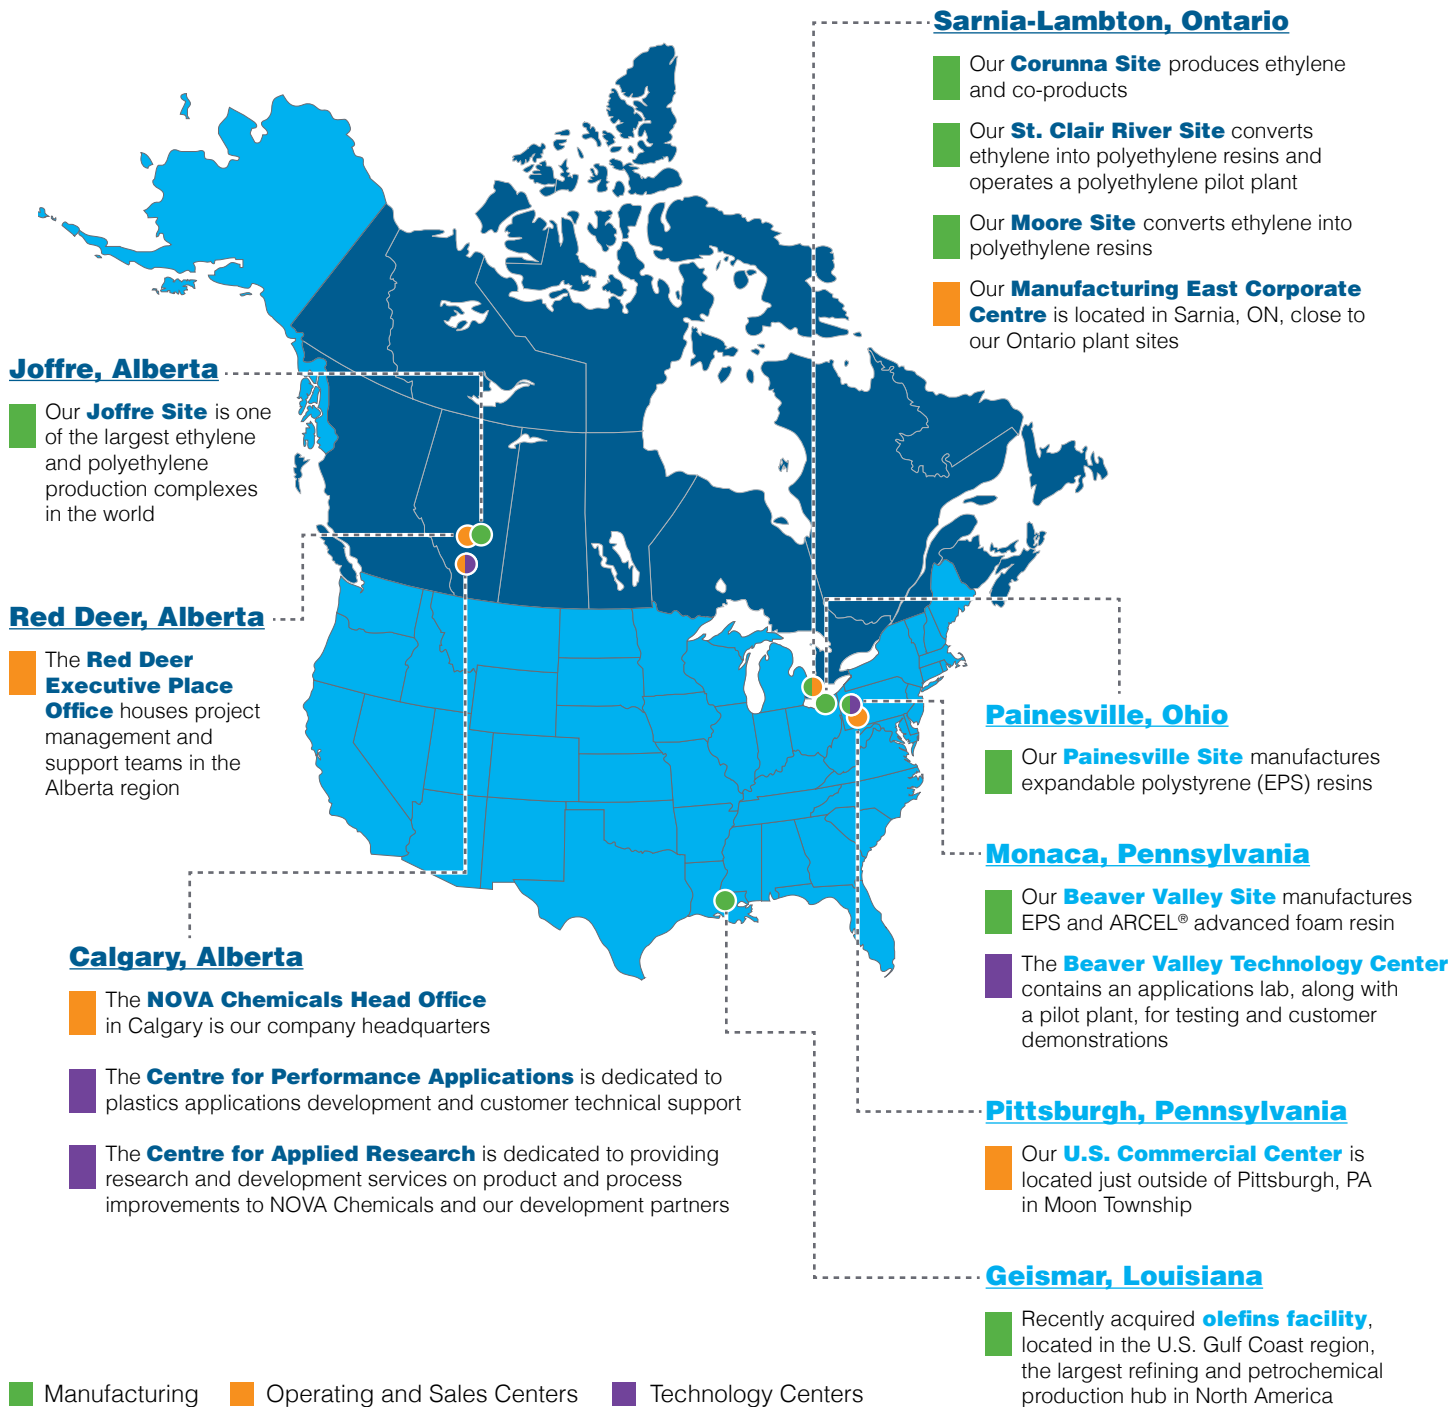 Sarnia-Lambton, Ontario
Our Corunna Site produces ethylene
and co-products
Our St. Clair River Site converts
ethylene into polyethylene resins and
operates a polyethylene pilot plant
Our Moore Site converts ethylene into
polyethylene resins
Our Manufacturing East Corporate
Centre is located in Sarnia, ON, close to
our Ontario plant sites
Joffre, Alberta
Our Joffre Site is one
of the largest ethylene
and polyethylene
production complexes
in the world
Red Deer, Alberta
The Red Deer
Executive Place
Office houses project
management and
support teams in the
Alberta region
Calgary, Alberta
The NOVA Chemicals Head Office
in Calgary is our company headquarters
The Centre for Performance Applications is dedicated to
plastics applications development and customer technical support
The Centre for Applied Research is dedicated to providing
research and development services on product and process
improvements to NOVA Chemicals and our development partners
Painesville, Ohio
Our Painesville Site manufactures
expandable polystyrene (EPS) resins
Monaca, Pennsylvania
Our Beaver Valley Site manufactures
EPS and ARCEL® advanced foam resin
The Beaver Valley Technology Center
contains an applications lab, along with
a pilot plant, for testing and customer
demonstrations
Pittsburgh, Pennsylvania
Our U.S. Commercial Center is
located just outside of Pittsburgh, PA
in Moon Township
Geismar, Louisiana
Recently acquired olefins facility,
located in the U.S. Gulf Coast region,
the largest refining and petrochemical
production hub in North America
Manufacturing
Operating and Sales Centers
Technology Centers